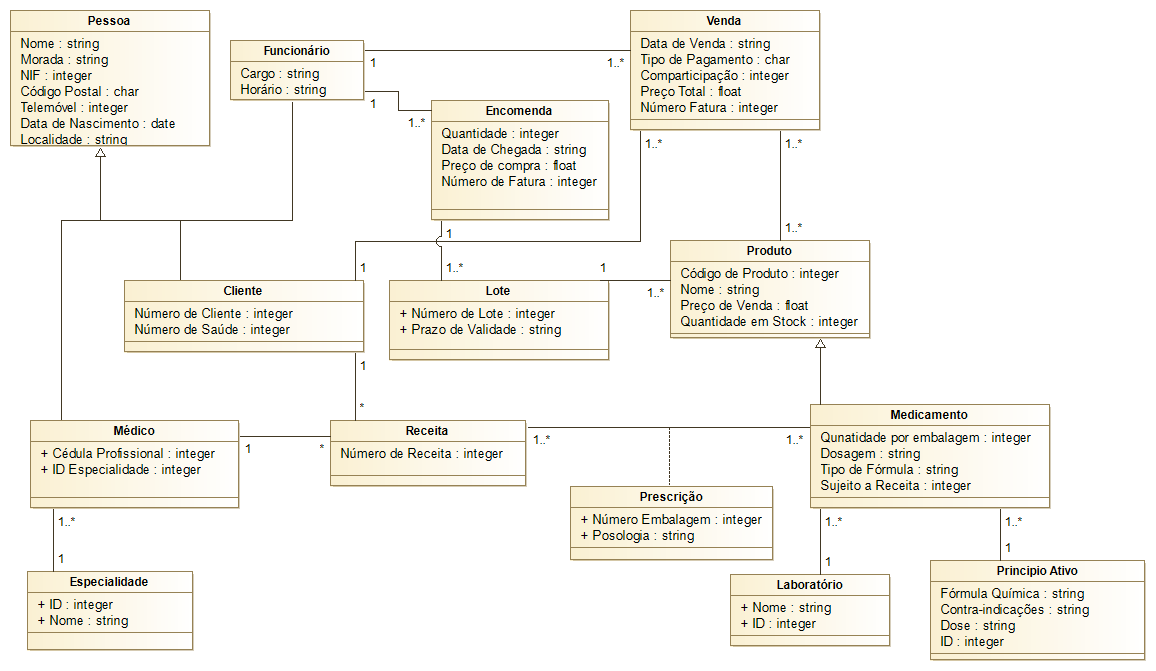 Pessoa
Nome : string
Morada : string
NIF : integer
Código Postal : char
Telemóvel : integer
Data de Nascimento : date
Localidade : string
Funcionário
Cargo : string
Horário : string
Venda
Data de Venda : string
Tipo de Pagamento : char
Comparticipação : integer
Preço Total : float
Número Fatura : integer
1
1..*
1
1..*
Encomenda
Quantidade : integer
Data de Chegada : string
Preço de compra : float
Número de Fatura : integer
1..*
1..*
1..*
1
1
1..*
1
1..*
Produto
Código de Produto : integer
Nome : string
Preço de Venda : float
Quantidade em Stock : integer
Cliente
Número de Cliente : integer
Número de Saúde : integer
Lote
+ Número de Lote : integer
+ Prazo de Validade : string
1
*
Médico
+ Cédula Profissional : integer
+ ID Especialidade : integer
1
*
Receita
Número de Receita : integer
1..*
1..*
Medicamento
Qunatidade por embalagem : integer
Dosagem : string
Tipo de Fórmula : string
Sujeito a Receita : integer
Prescrição
+ Número Embalagem : integer
+ Posologia : string
1..*
1
1..*
1
1..*
1
Especialidade
+ ID : integer
+ Nome : string
Laboratório
+ Nome : string
+ ID : integer
Principio Ativo
Fórmula Química : string
Contra-indicações : string
Dose : string
ID : integer